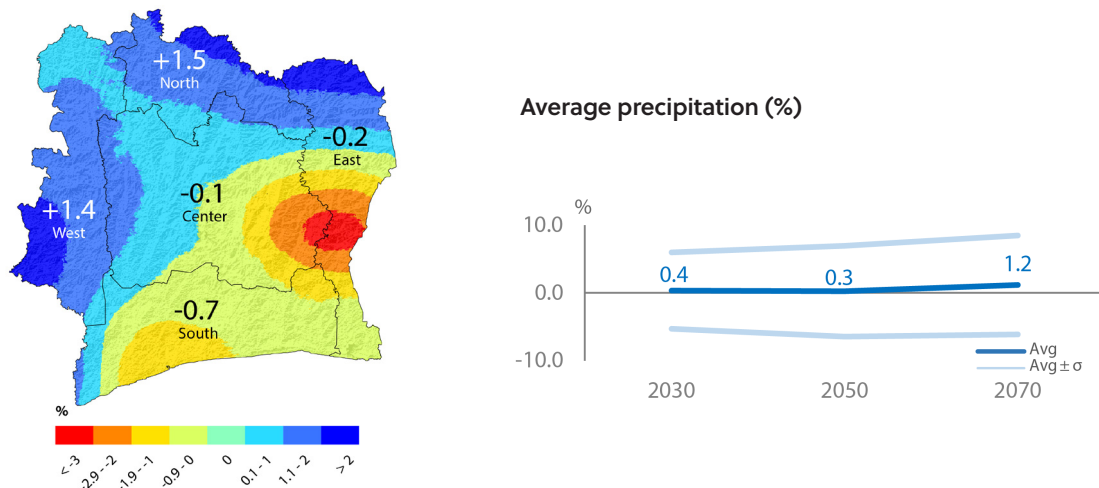 +1.5
North
-0.2
East
-0.1
Center
+1.4
West
-0.7
South
%
< -3
-2.9 - -2
-1.9 - -1
-0.9 - 0
0
0.1 - 1
1.1 - 2
> 2
Average precipitation (%)
%
10.0
0.0
-10.0
0.4
0.3
1.2
Avg
Avg ± σ
2030
2050
2070